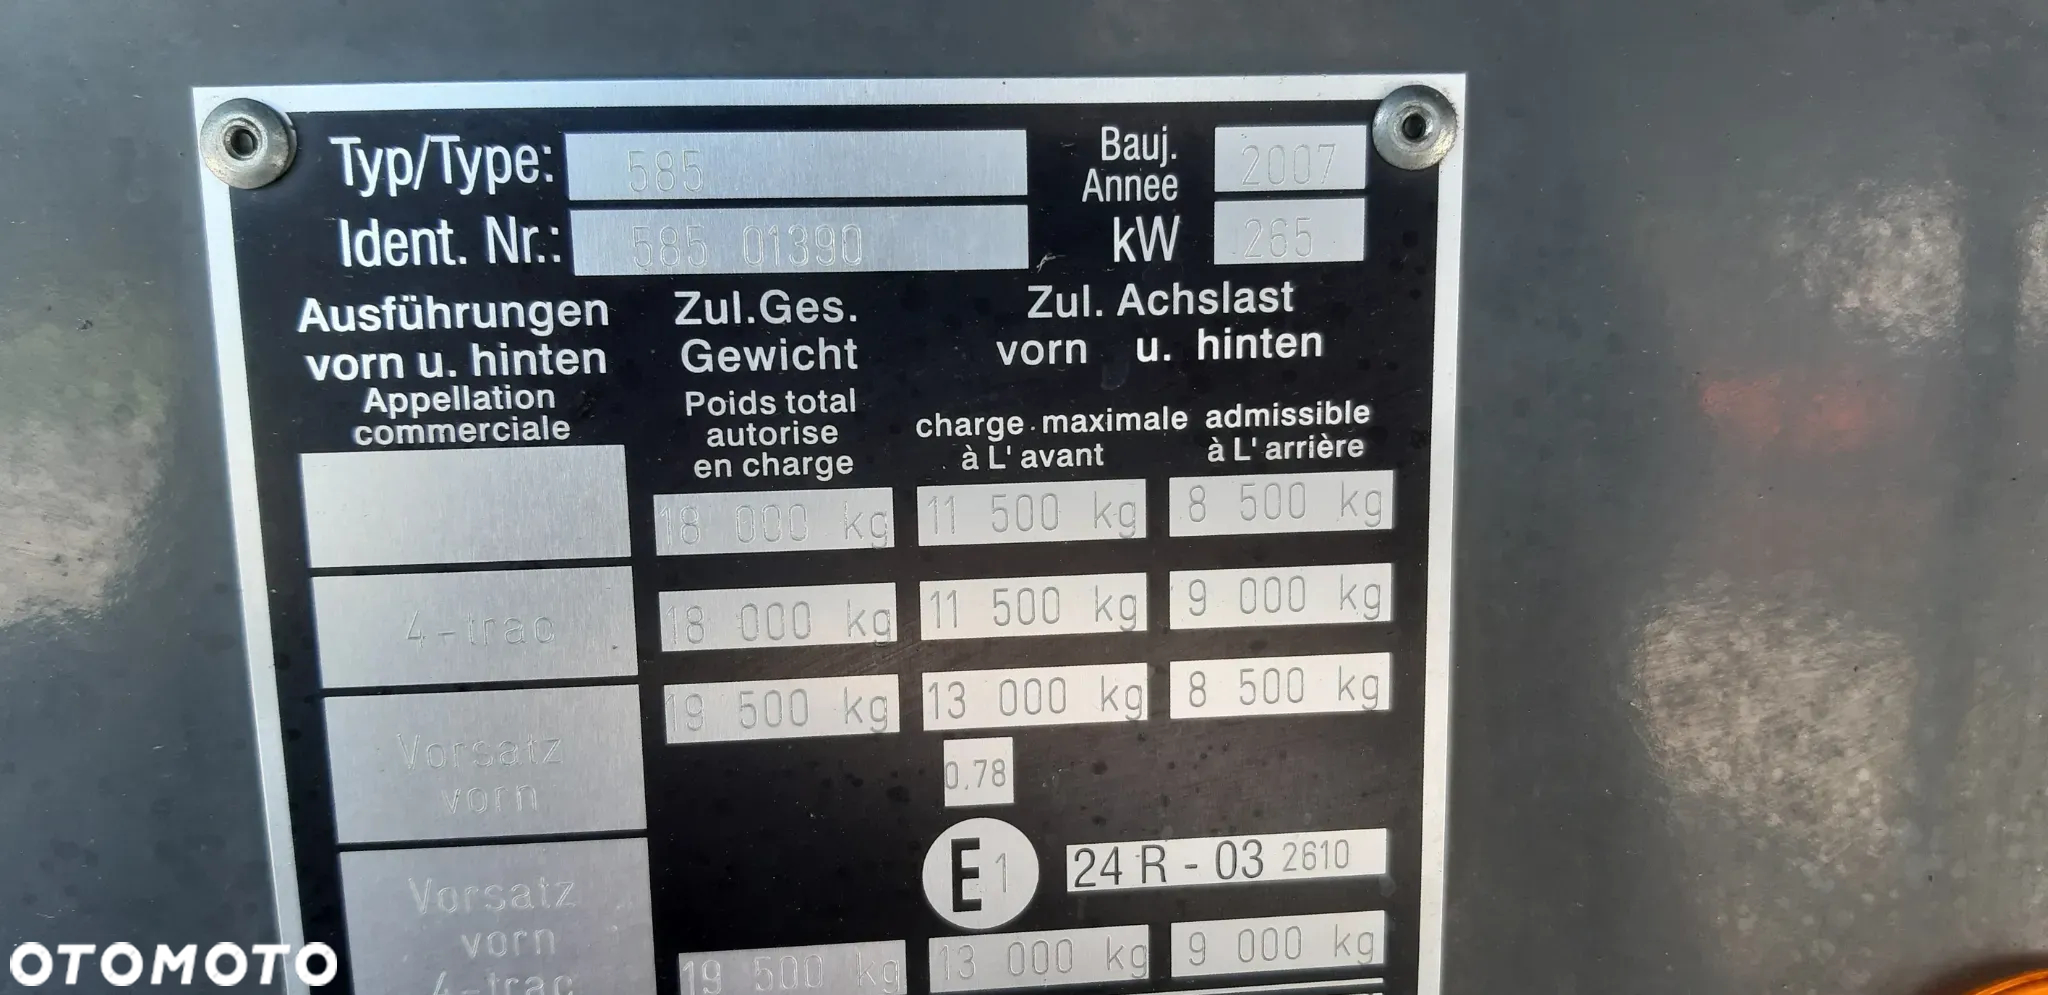 Typ/Type: 585 Bauj. Annee 2007
Ident. Nr.: 585 01390 kW 265
Ausführungen vorn u. hinten
Appellation commerciale
Zul.Ges. Gewicht
Poids total autorise en charge
Zul. Achslast
vorn u. hinten
charge maximale admissible
à L' avant à L' arrière
18 000 kg 11 500 kg 8 500 kg
4-trac 18 000 kg 11 500 kg 9 000 kg
Vorsatz vorn 19 500 kg 13 000 kg 8 500 kg
0.78
E 1 24 R - 03 2610
Vorsatz vorn 4-trac 19 500 kg 13 000 kg 9 000 kg
OTOMOTO